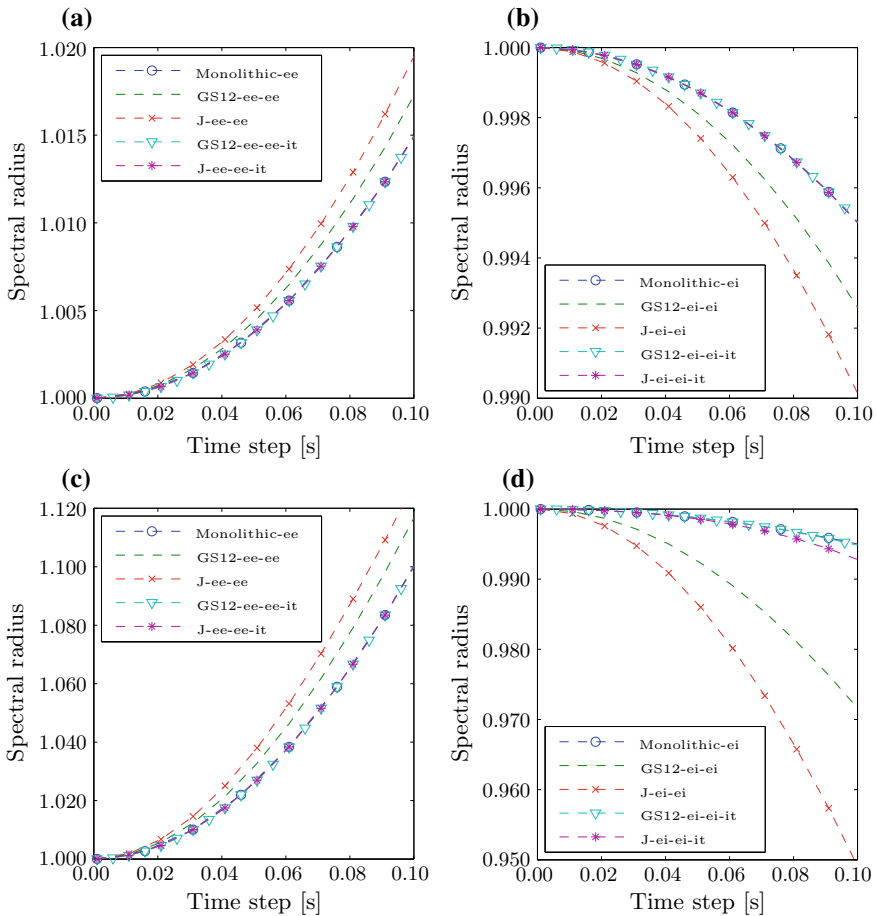 (a)
1.020
1.015
1.010
1.005
1.000
Spectral radius
Monolithic-ee
GS12-ee-ee
J-ee-ee
GS12-ee-ee-it
J-ee-ee-it
0.00 0.02 0.04 0.06 0.08 0.10
Time step [s]
(b)
1.000
0.998
0.996
0.994
0.992
0.990
Spectral radius
Monolithic-ei
GS12-ei-ei
J-ei-ei
GS12-ei-ei-it
J-ei-ei-it
0.00 0.02 0.04 0.06 0.08 0.10
Time step [s]
(c)
1.120
1.100
1.080
1.060
1.040
1.020
1.000
Spectral radius
Monolithic-ee
GS12-ee-ee
J-ee-ee
GS12-ee-ee-it
J-ee-ee-it
0.00 0.02 0.04 0.06 0.08 0.10
Time step [s]
(d)
1.000
0.990
0.980
0.970
0.960
0.950
Spectral radius
Monolithic-ei
GS12-ei-ei
J-ei-ei
GS12-ei-ei-it
J-ei-ei-it
0.00 0.02 0.04 0.06 0.08 0.10
Time step [s]